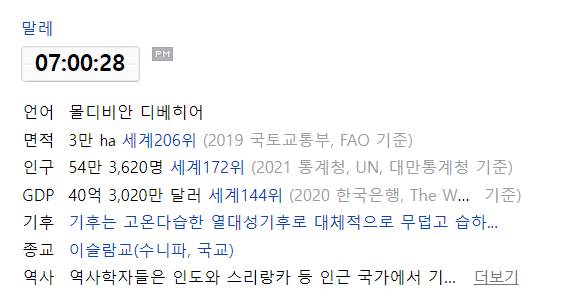 말레
07:00:28 PM
언어 몰디비안 디베히어
면적 3만 ha 세계206위 (2019 국토교통부, FAO 기준)
인구 54만 3,620명 세계172위 (2021 통계청, UN, 대만통계청 기준)
GDP 40억 3,020만 달러 세계144위 (2020 한국은행, The W... 기준)
기후 기후는 고온다습한 열대성기후로 대체적으로 무덥고 습하...
종교 이슬람교(수니파, 국교)
역사 역사학자들은 인도와 스리랑카 등 인근 국가에서 기... 더보기